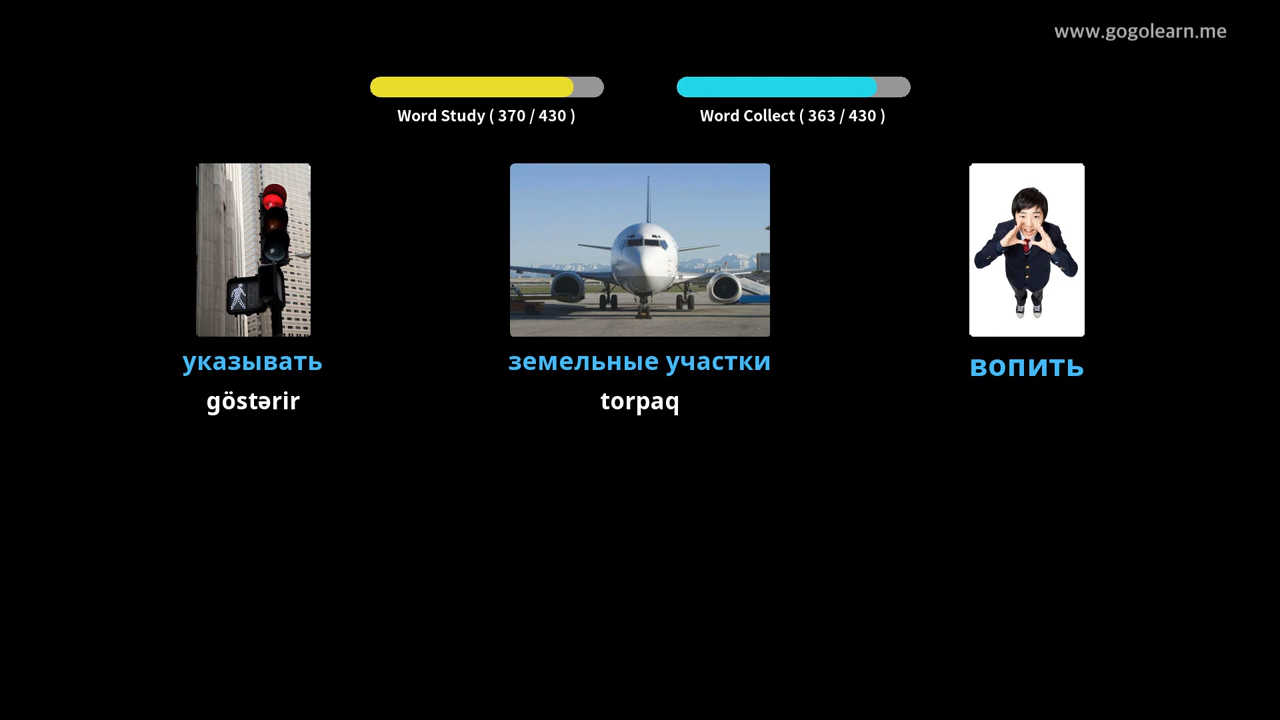 www.gogolearn.me
Word Study ( 370 / 430 )
Word Collect ( 363 / 430 )
указывать
göstərir
земельные участки
torpaq
вопить